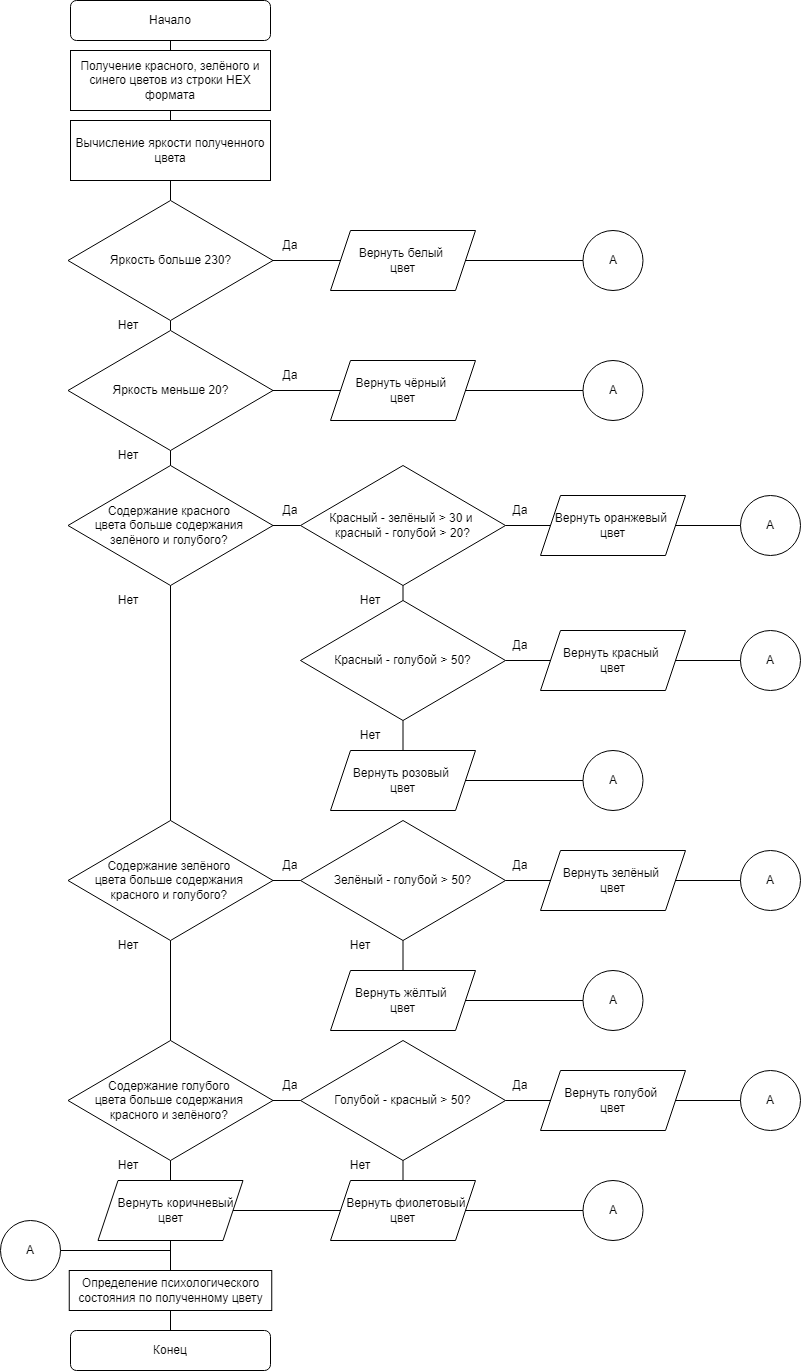 Начало
Получение красного, зелёного и
синего цветов из строки HEX
формата
Вычисление яркости полученного
цвета
Яркость больше 230?
Да
Вернуть белый
цвет
А
Нет
Яркость меньше 20?
Да
Вернуть чёрный
цвет
А
Нет
Содержание красного
цвета больше содержания
зелёного и голубого?
Да
Красный - зелёный > 30 и
красный - голубой > 20?
Да
Вернуть оранжевый
цвет
А
Нет
Нет
Красный - голубой > 50?
Да
Вернуть красный
цвет
А
Нет
Вернуть розовый
цвет
А
Содержание зелёного
цвета больше содержания
красного и голубого?
Да
Зелёный - голубой > 50?
Да
Вернуть зелёный
цвет
А
Нет
Нет
Вернуть жёлтый
цвет
А
Содержание голубого
цвета больше содержания
красного и зелёного?
Да
Голубой - красный > 50?
Да
Вернуть голубой
цвет
А
Нет
Нет
Вернуть коричневый
цвет
Вернуть фиолетовый
цвет
А
А
Определение психологического
состояния по полученному цвету
Конец